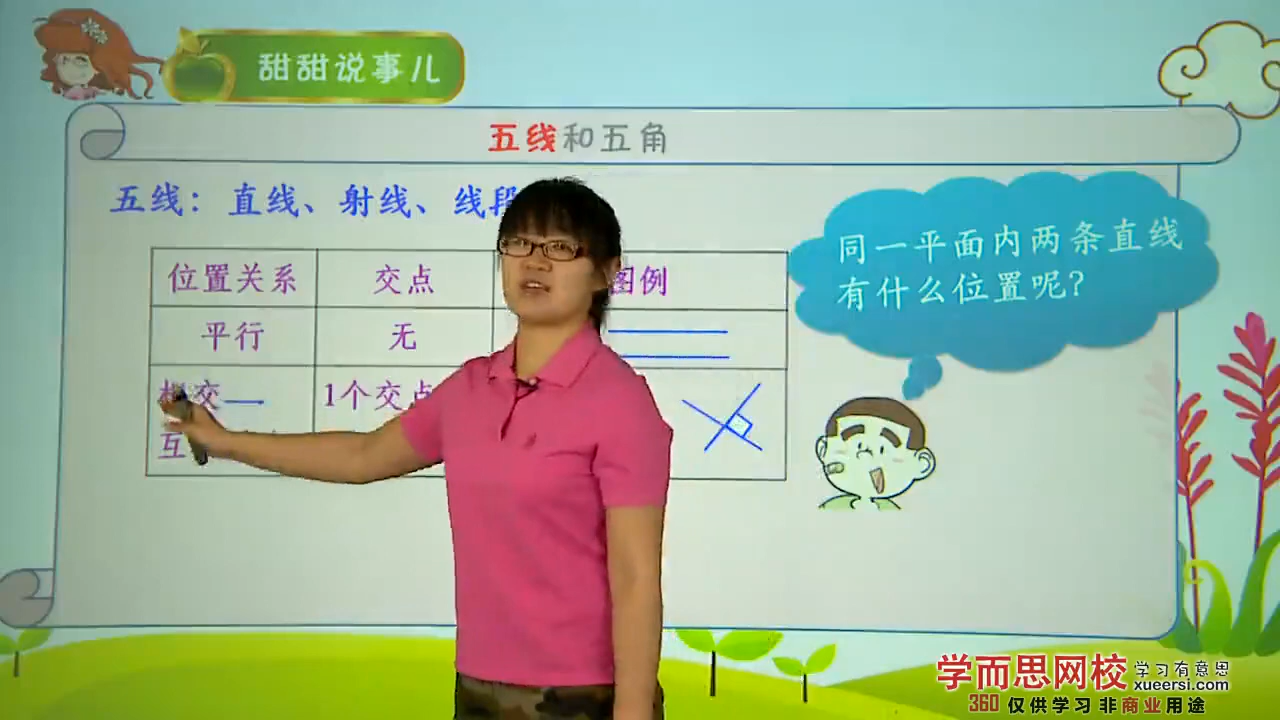 甜甜说事儿
五线和五角
五线：直线、射线、线段
同一平面内两条直线
有什么位置呢？
位置关系 交点 图例
平行 无
相交 1个交点
互
学而思网校 学习有意思
xueersi.com
360 仅供学习 非商业用途